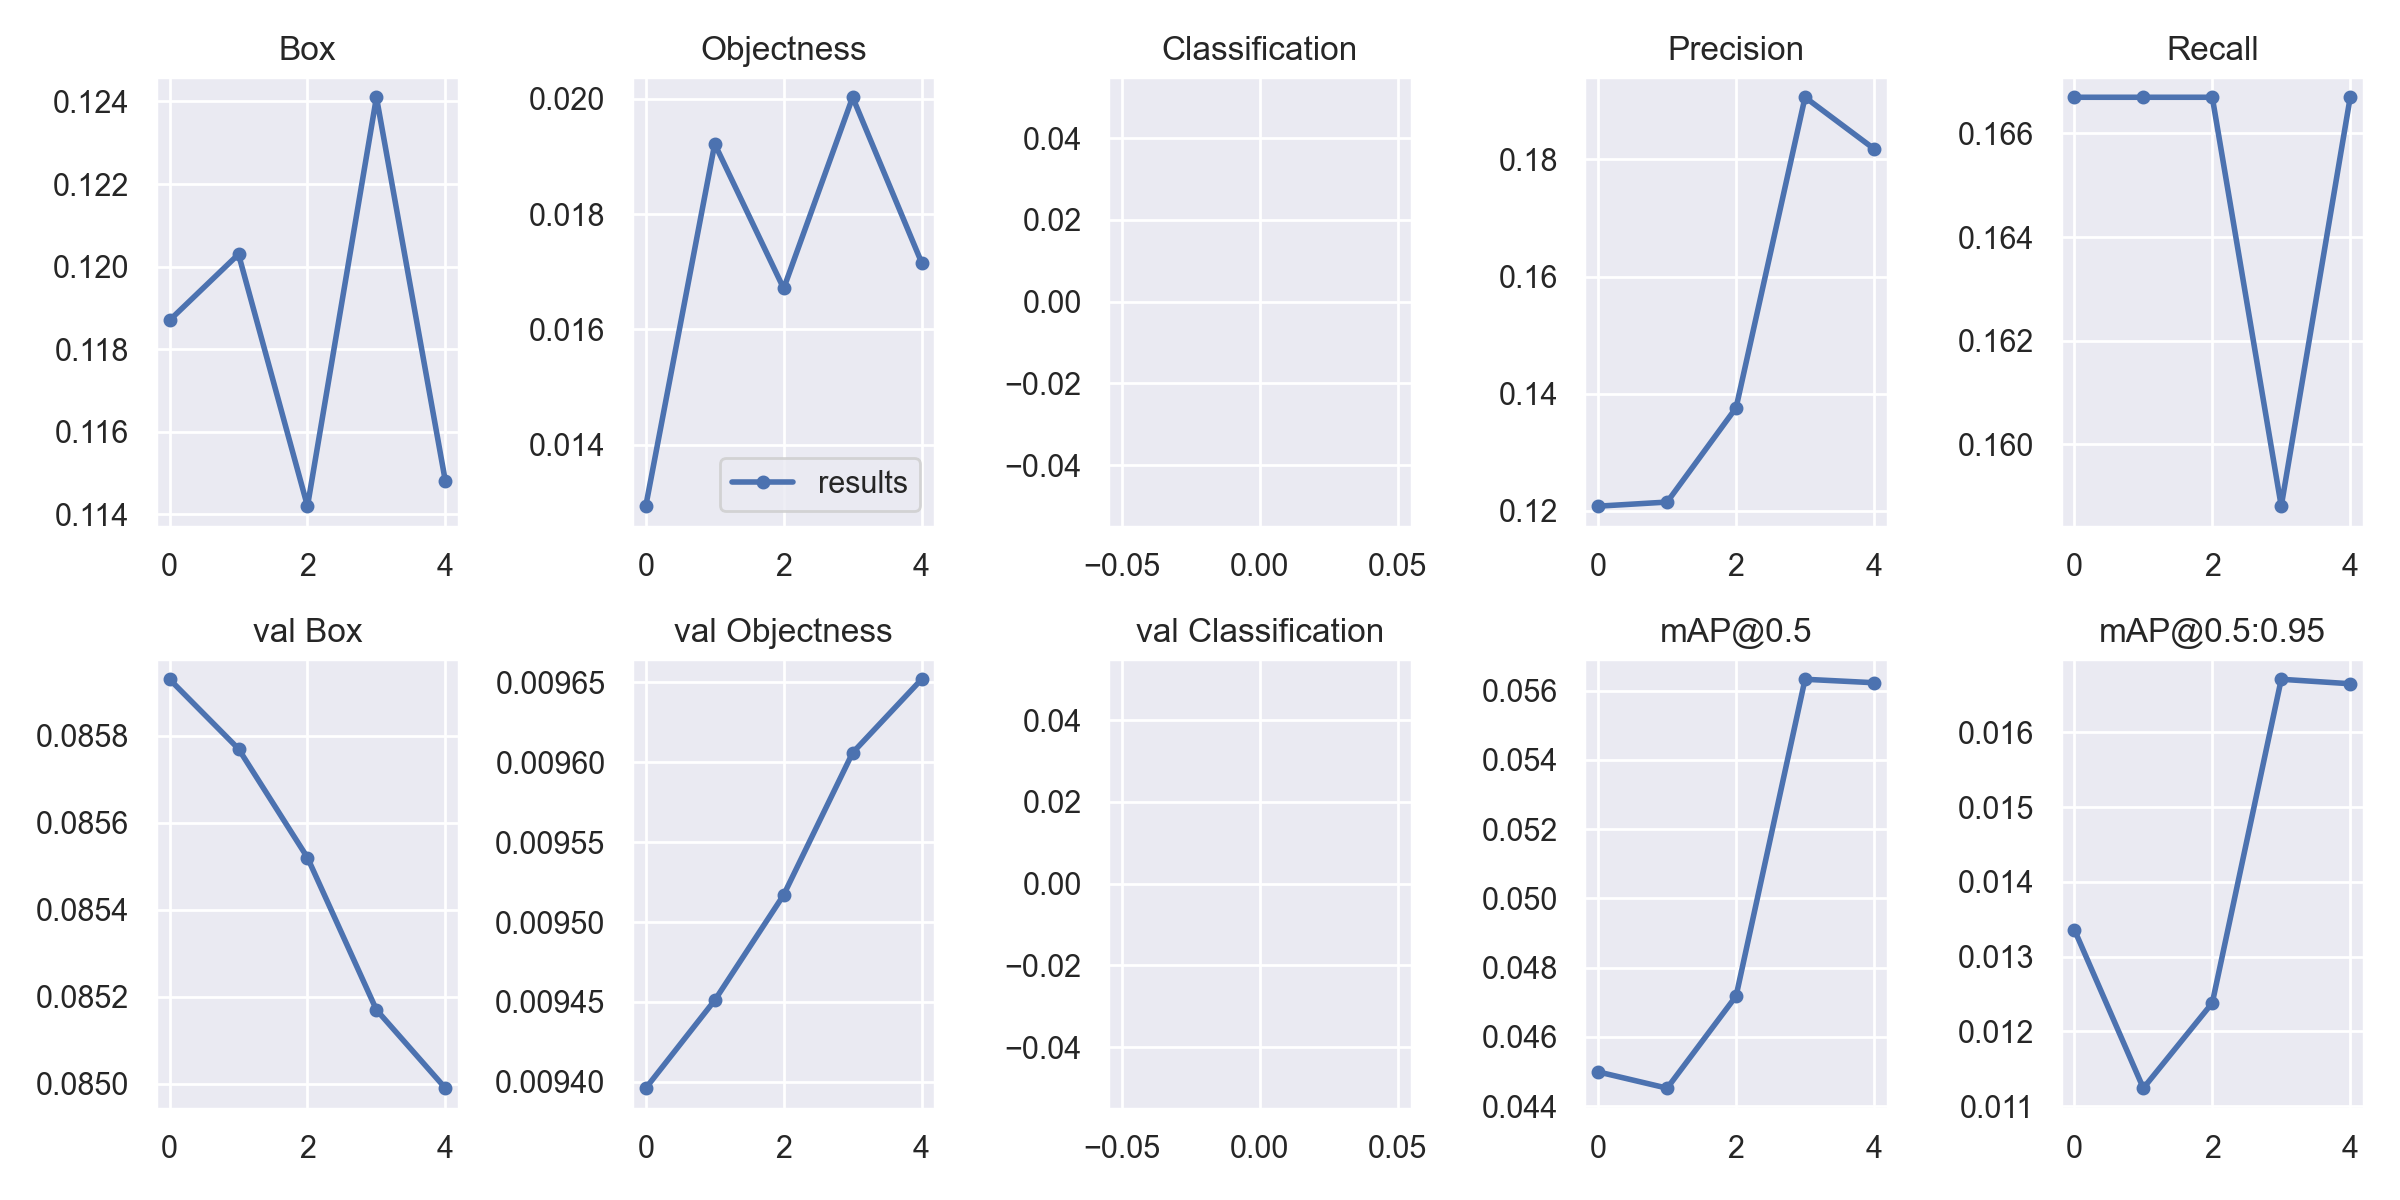 Box
Objectness
Classification
Precision
Recall
0.124
0.122
0.120
0.118
0.116
0.114
0 2 4
0.020
0.018
0.016
0.014
results
0 2 4
0.04
0.02
0.00
−0.02
−0.04
−0.05 0.00 0.05
0.18
0.16
0.14
0.12
0 2 4
0.166
0.164
0.162
0.160
0 2 4
val Box
val Objectness
val Classification
mAP@0.5
mAP@0.5:0.95
0.0858
0.0856
0.0854
0.0852
0.0850
0 2 4
0.00965
0.00960
0.00955
0.00950
0.00945
0.00940
0 2 4
0.04
0.02
0.00
−0.02
−0.04
−0.05 0.00 0.05
0.056
0.054
0.052
0.050
0.048
0.046
0.044
0 2 4
0.016
0.015
0.014
0.013
0.012
0.011
0 2 4